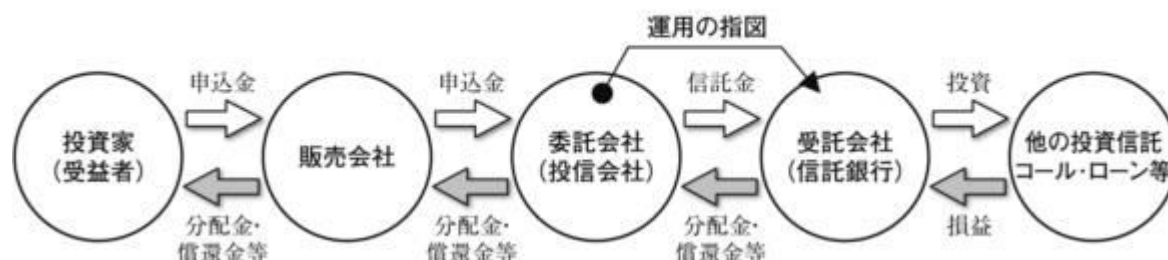 運用の指図
申込金
申込金
信託金
投資
投資家
(受益者)
販売会社
委託会社
(投信会社)
受託会社
(信託銀行)
他の投資信託
コール・ローン等
分配金・
償還金等
分配金・
償還金等
分配金・
償還金等
損益